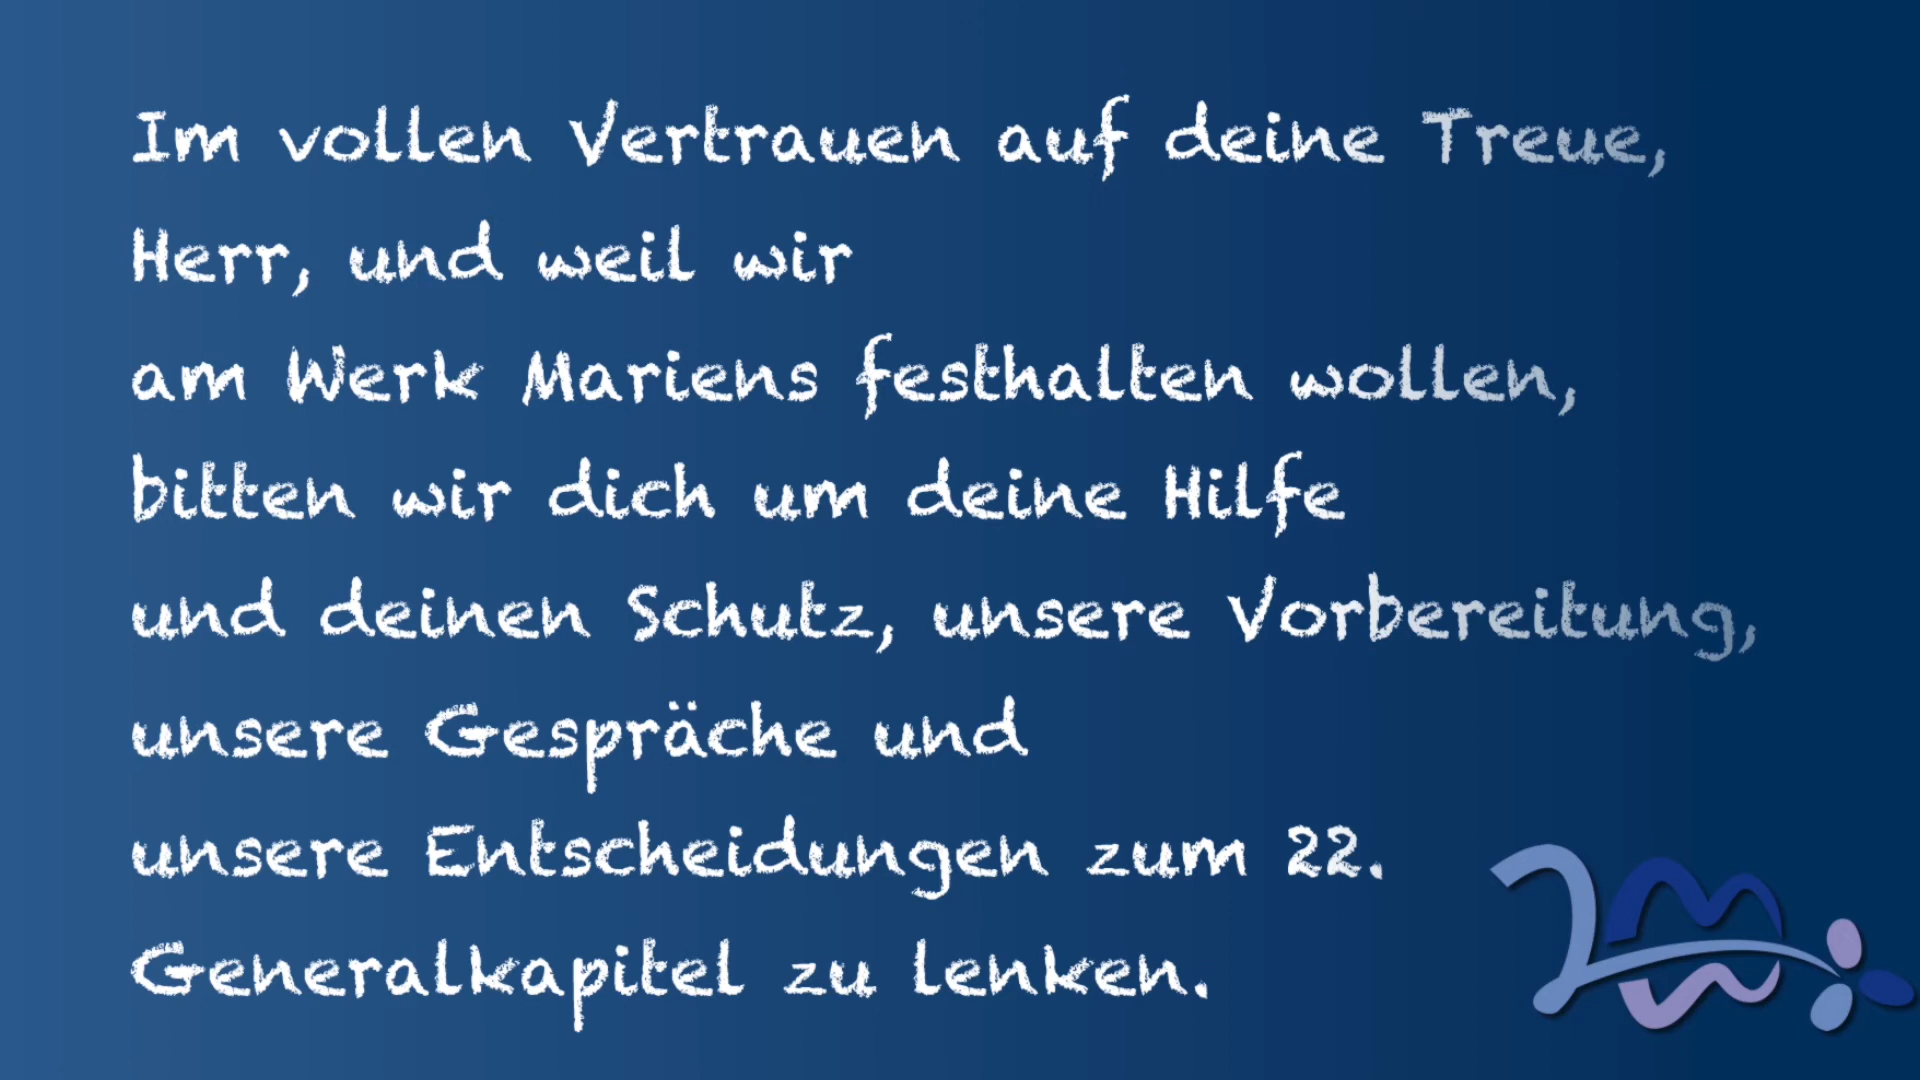 Im vollen Vertrauen auf deine Treue,
Herr, und weil wir
am Werk Mariens festhalten wollen,
bitten wir dich um deine Hilfe
und deinen Schutz, unsere Vorbereitung,
unsere Gespräche und
unsere Entscheidungen zum 22.
Generalkapitel zu lenken.